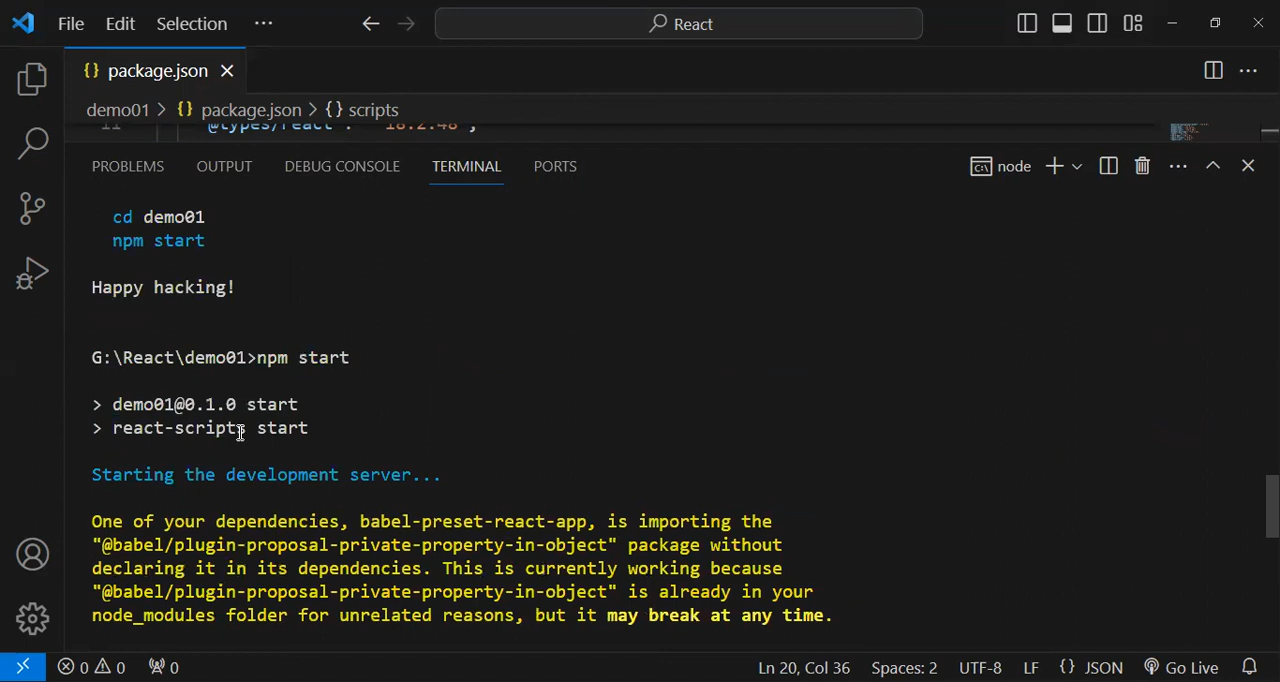 File Edit Selection ··· React
package.json
demo01 > package.json > scripts
11 "@types/react": "^18.2.48",
PROBLEMS OUTPUT DEBUG CONSOLE TERMINAL PORTS node
cd demo01
npm start
Happy hacking!
G:\React\demo01>npm start
> demo01@0.1.0 start
> react-scripts start
Starting the development server...
One of your dependencies, babel-preset-react-app, is importing the
"@babel/plugin-proposal-private-property-in-object" package without
declaring it in its dependencies. This is currently working because
"@babel/plugin-proposal-private-property-in-object" is already in your
node_modules folder for unrelated reasons, but it may break at any time.
0 0 0 Ln 20, Col 36 Spaces: 2 UTF-8 LF {} JSON Go Live